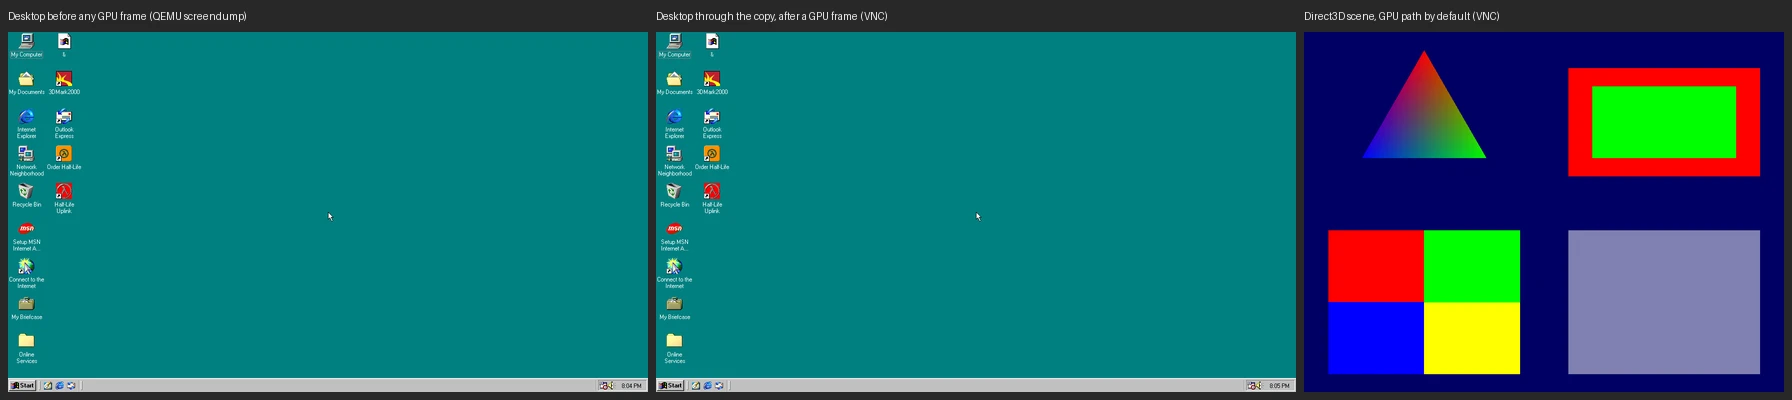 Desktop before any GPU frame (QEMU screendump)
My Computer
My Documents
3DMark2000
Internet
Explorer
Outlook
Express
Network
Neighborhood
Order Half-Life
Recycle Bin
Half-Life
Uplink
msn
Setup MSN
Internet A...
Connect to the
Internet
My Briefcase
Online
Services
Start
8:04 PM
Desktop through the copy, after a GPU frame (VNC)
My Computer
My Documents
3DMark2000
Internet
Explorer
Outlook
Express
Network
Neighborhood
Order Half-Life
Recycle Bin
Half-Life
Uplink
msn
Setup MSN
Internet A...
Connect to the
Internet
My Briefcase
Online
Services
Start
8:05 PM
Direct3D scene, GPU path by default (VNC)